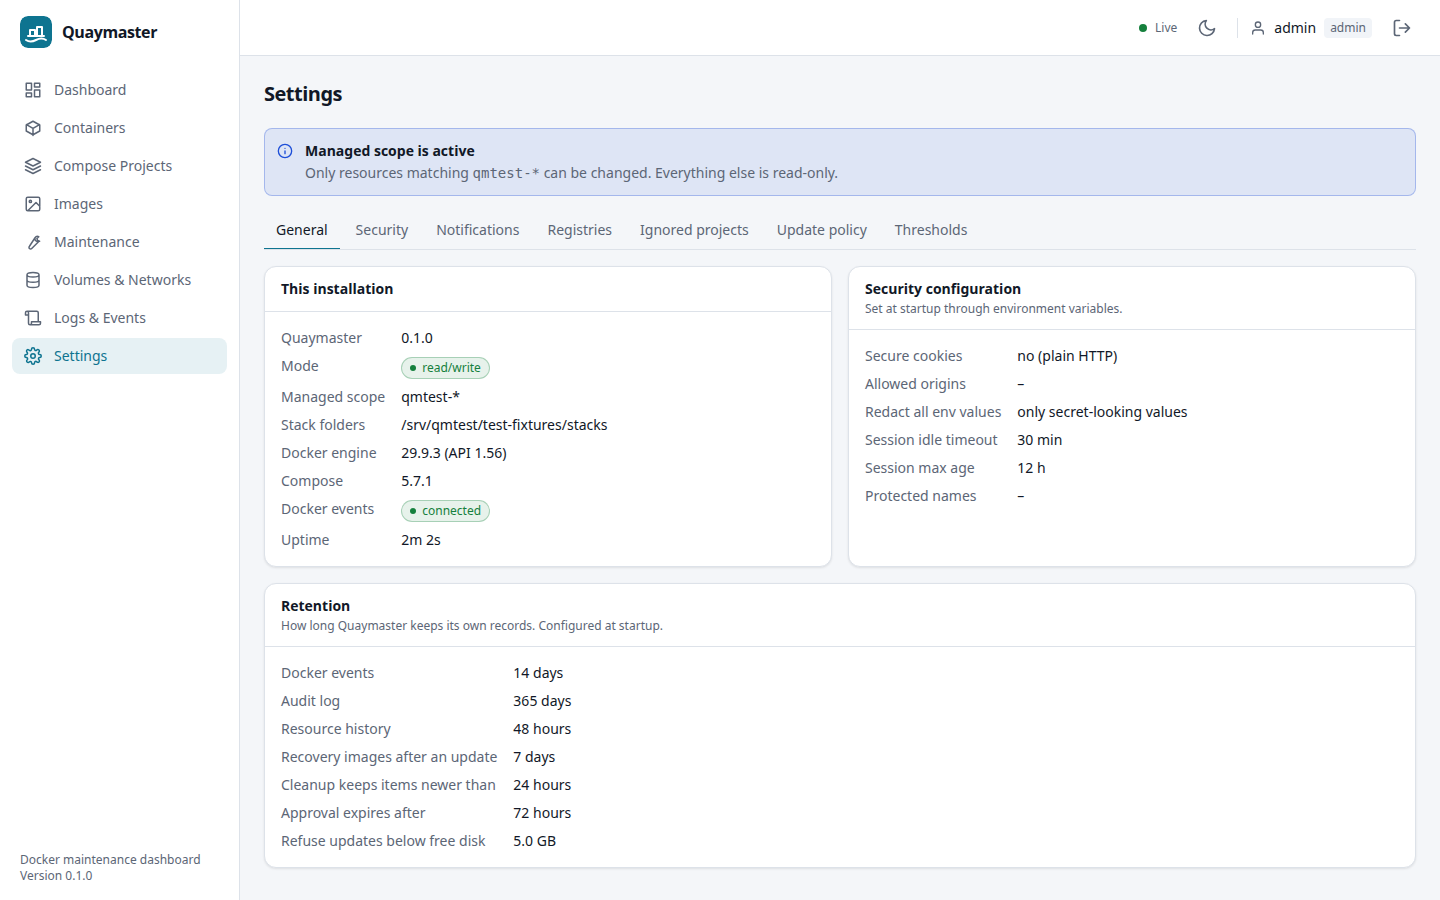 Quaymaster
Live
admin
admin
Dashboard
Containers
Compose Projects
Images
Maintenance
Volumes & Networks
Logs & Events
Settings
Docker maintenance dashboard
Version 0.1.0
Settings
Managed scope is active
Only resources matching qmtest-* can be changed. Everything else is read-only.
General Security Notifications Registries Ignored projects Update policy Thresholds
This installation
Quaymaster 0.1.0
Mode read/write
Managed scope qmtest-*
Stack folders /srv/qmtest/test-fixtures/stacks
Docker engine 29.9.3 (API 1.56)
Compose 5.7.1
Docker events connected
Uptime 2m 2s
Security configuration
Set at startup through environment variables.
Secure cookies no (plain HTTP)
Allowed origins –
Redact all env values only secret-looking values
Session idle timeout 30 min
Session max age 12 h
Protected names –
Retention
How long Quaymaster keeps its own records. Configured at startup.
Docker events 14 days
Audit log 365 days
Resource history 48 hours
Recovery images after an update 7 days
Cleanup keeps items newer than 24 hours
Approval expires after 72 hours
Refuse updates below free disk 5.0 GB